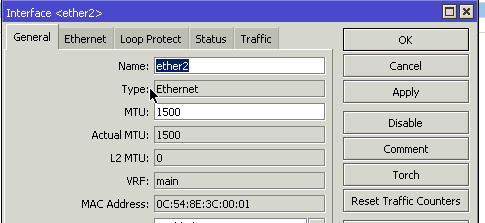 Interface <ether2>
General Ethernet Loop Protect Status Traffic
OK
Name: ether2
Cancel
Type: Ethernet
Apply
MTU: 1500
Disable
Actual MTU: 1500
Comment
L2 MTU: 0
Torch
VRF: main
Reset Traffic Counters
MAC Address: 0C:54:8E:3C:00:01